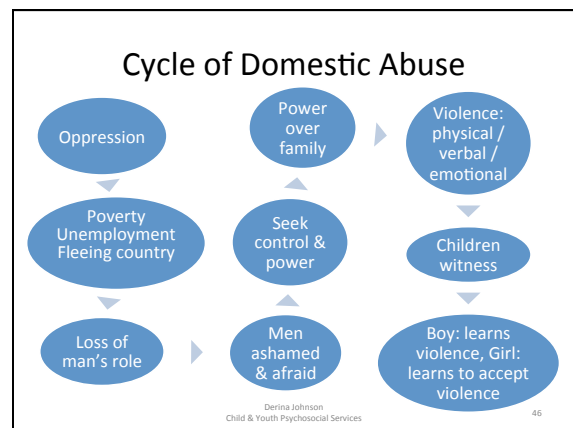 Cycle of Domestic Abuse
Oppression
Poverty
Unemployment
Fleeing country
Loss of
man's role
Men
ashamed
& afraid
Seek
control &
power
Power
over
family
Violence:
physical /
verbal /
emotional
Children
witness
Boy: learns
violence, Girl:
learns to accept
violence
Derina Johnson
Child & Youth Psychosocial Services
46